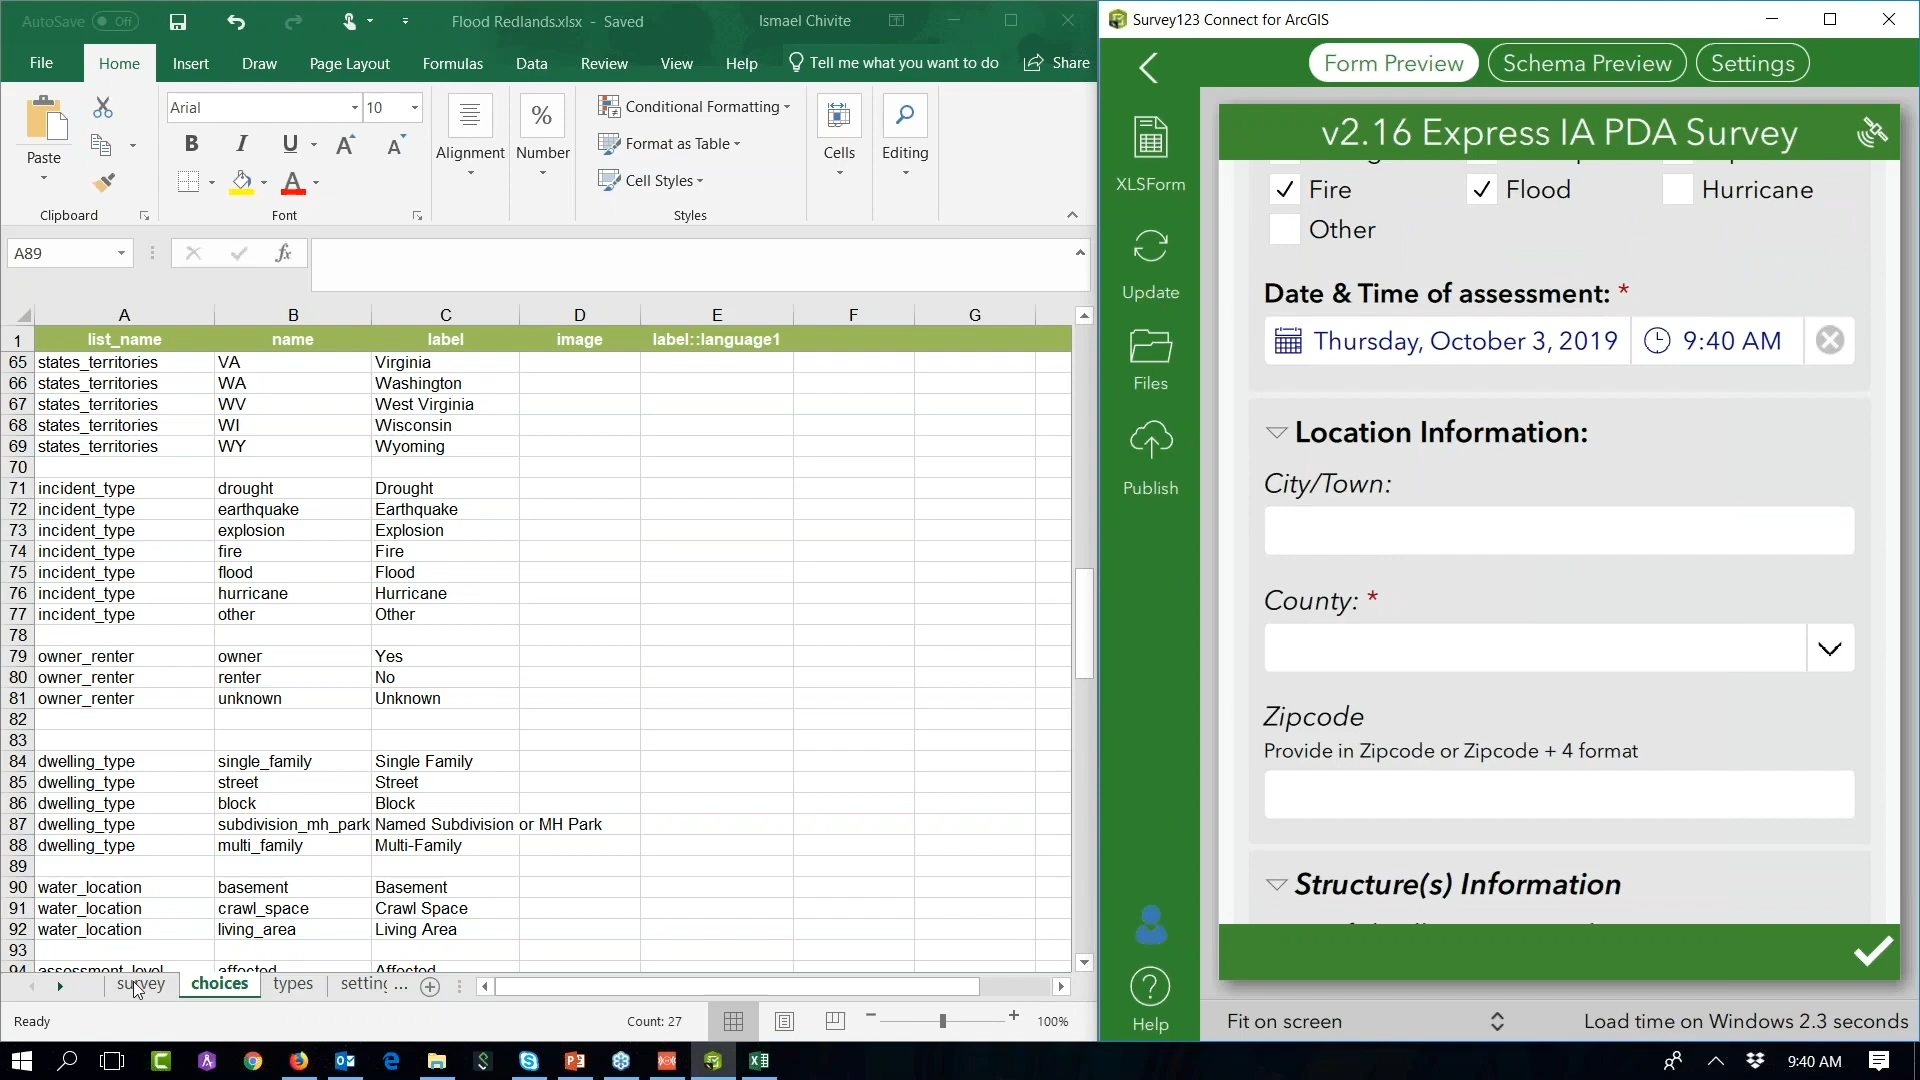 AutoSave Off Flood Redlands.xlsx - Saved Ismael Chivite
File Home Insert Draw Page Layout Formulas Data Review View Help Tell me what you want to do Share
Paste
Clipboard
Arial 10
B I U A A
A
Font
Alignment
% Number
Conditional Formatting
Format as Table
Cell Styles
Styles
Cells
Editing
A89 fx
A B C D E F G
1 list_name name label image label::language1
65 states_territories VA Virginia
66 states_territories WA Washington
67 states_territories WV West Virginia
68 states_territories WI Wisconsin
69 states_territories WY Wyoming
70
71 incident_type drought Drought
72 incident_type earthquake Earthquake
73 incident_type explosion Explosion
74 incident_type fire Fire
75 incident_type flood Flood
76 incident_type hurricane Hurricane
77 incident_type other Other
78
79 owner_renter owner Yes
80 owner_renter renter No
81 owner_renter unknown Unknown
82
83
84 dwelling_type single_family Single Family
85 dwelling_type street Street
86 dwelling_type block Block
87 dwelling_type subdivision_mh_park Named Subdivision or MH Park
88 dwelling_type multi_family Multi-Family
89
90 water_location basement Basement
91 water_location crawl_space Crawl Space
92 water_location living_area Living Area
93
94 assessment_level affected Affected
survey choices types setting ...
Ready Count: 27 100%
Survey123 Connect for ArcGIS
Form Preview Schema Preview Settings
XLSForm
Update
Files
Publish
Help
v2.16 Express IA PDA Survey
Fire Flood Hurricane
Other
Date & Time of assessment: *
Thursday, October 3, 2019 9:40 AM
Location Information:
City/Town:
County: *
Zipcode
Provide in Zipcode or Zipcode + 4 format
Structure(s) Information
Fit on screen Load time on Windows 2.3 seconds
9:40 AM